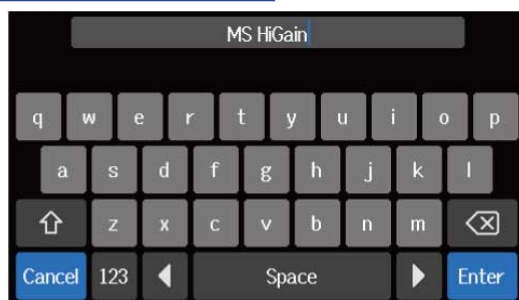 MS HiGain
q w e r t y u i o p
a s d f g h j k l
z x c v b n m
Cancel 123 Space Enter